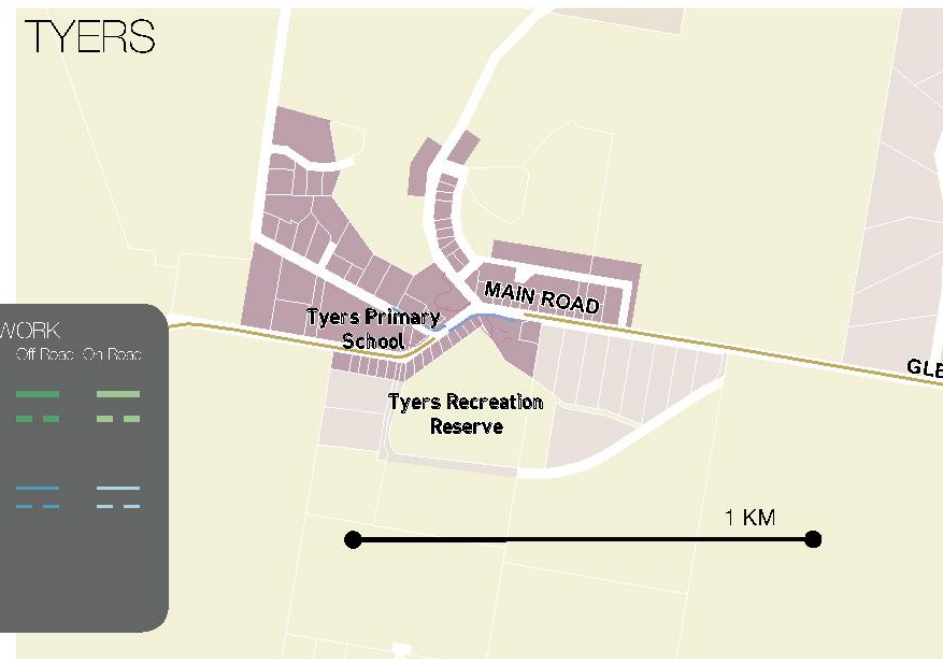 TYERS
MAIN ROAD
Tyers Primary
School
WORK
Off Road On Road
GLE
Tyers Recreation
Reserve
1 KM